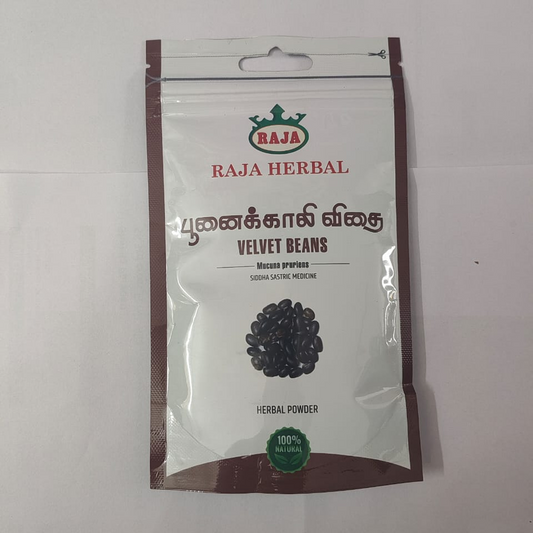 RAJA
RAJA HERBAL
பூனைக்காலி விதை
VELVET BEANS
Mucuna pruriens
SIDDHA SASTRIC MEDICINE
HERBAL POWDER
100%
NATURAL